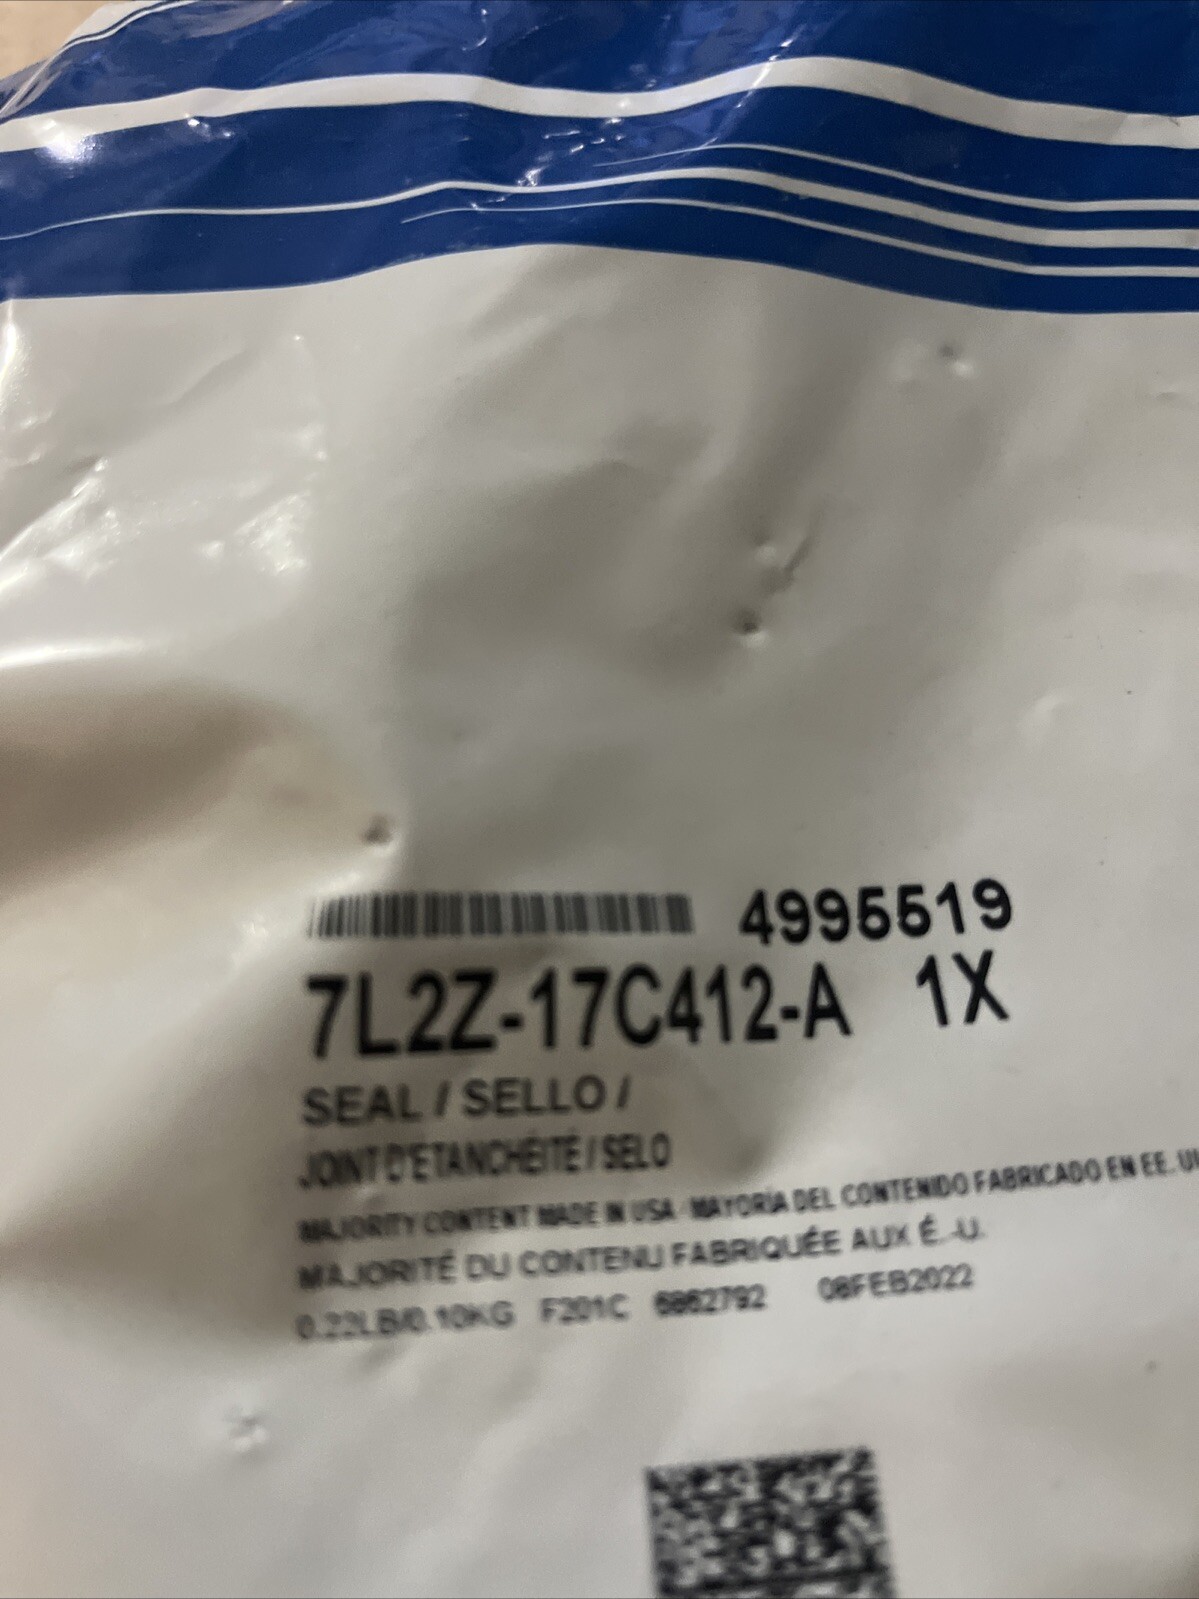 4995519
7L2Z-17C412-A 1X
SEAL / SELLO /
JOINT D'ETANCHÉITÉ / SELO
MAJORITY CONTENT MADE IN USA / MAYORÍA DEL CONTENIDO FABRICADO EN EE. UU
MAJORITÉ DU CONTENU FABRIQUÉE AUX É.-U.
0.22LB/0.10KG F201C 6862792 08FEB2022